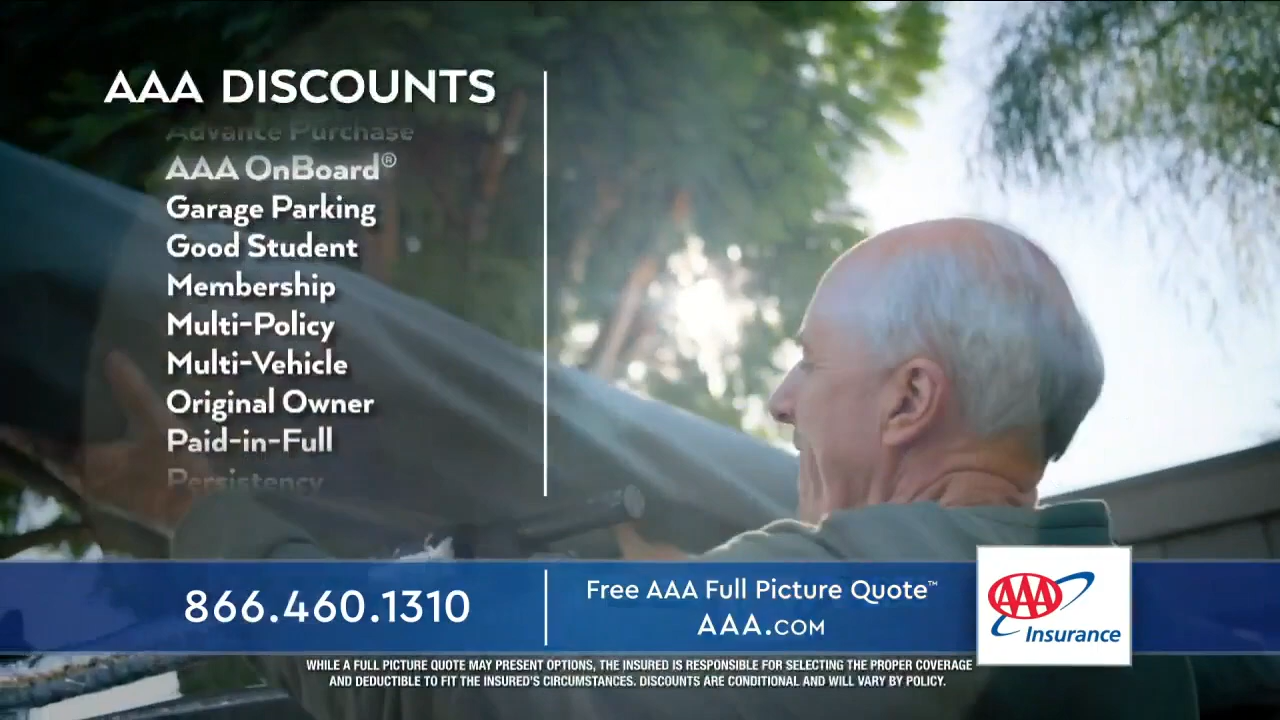 AAA DISCOUNTS
Advance Purchase
AAA OnBoard®
Garage Parking
Good Student
Membership
Multi-Policy
Multi-Vehicle
Original Owner
Paid-in-Full
Persistency
866.460.1310
Free AAA Full Picture Quote™
AAA.COM
AAA
Insurance
WHILE A FULL PICTURE QUOTE MAY PRESENT OPTIONS, THE INSURED IS RESPONSIBLE FOR SELECTING THE PROPER COVERAGE
AND DEDUCTIBLE TO FIT THE INSURED'S CIRCUMSTANCES. DISCOUNTS ARE CONDITIONAL AND WILL VARY BY POLICY.